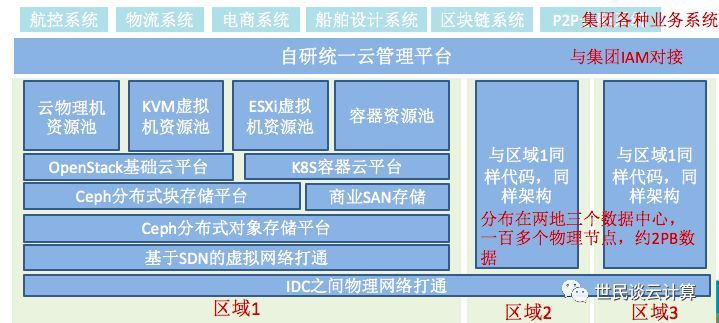 航控系统 物流系统 电商系统 船舶设计系统 区块链系统 P2P 集团各种业务系统
自研统一云管理平台 与集团IAM对接
云物理机
资源池
KVM虚拟
机资源池
ESXi虚拟
机资源池
容器资源池
OpenStack基础云平台 K8S容器云平台
Ceph分布式块存储平台 商业SAN存储
Ceph分布式对象存储平台
基于SDN的虚拟网络打通
与区域1同
样代码，同
样架构
与区域1同
样代码，同
样架构
分布在两地三个数据中心，
一百多个物理节点，约2PB数
据
IDC之间物理网络打通
世民谈云计算
区域1 区域2 区域3